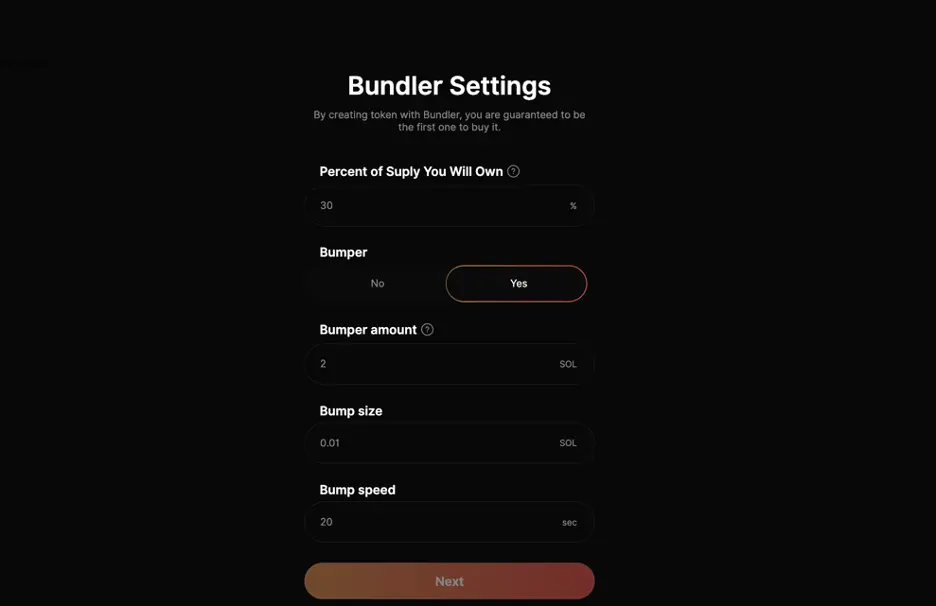 Bundler Settings
By creating token with Bundler, you are guaranteed to be
the first one to buy it.
Percent of Suply You Will Own ?
30 %
Bumper
No Yes
Bumper amount ?
2 SOL
Bump size
0.01 SOL
Bump speed
20 sec
Next